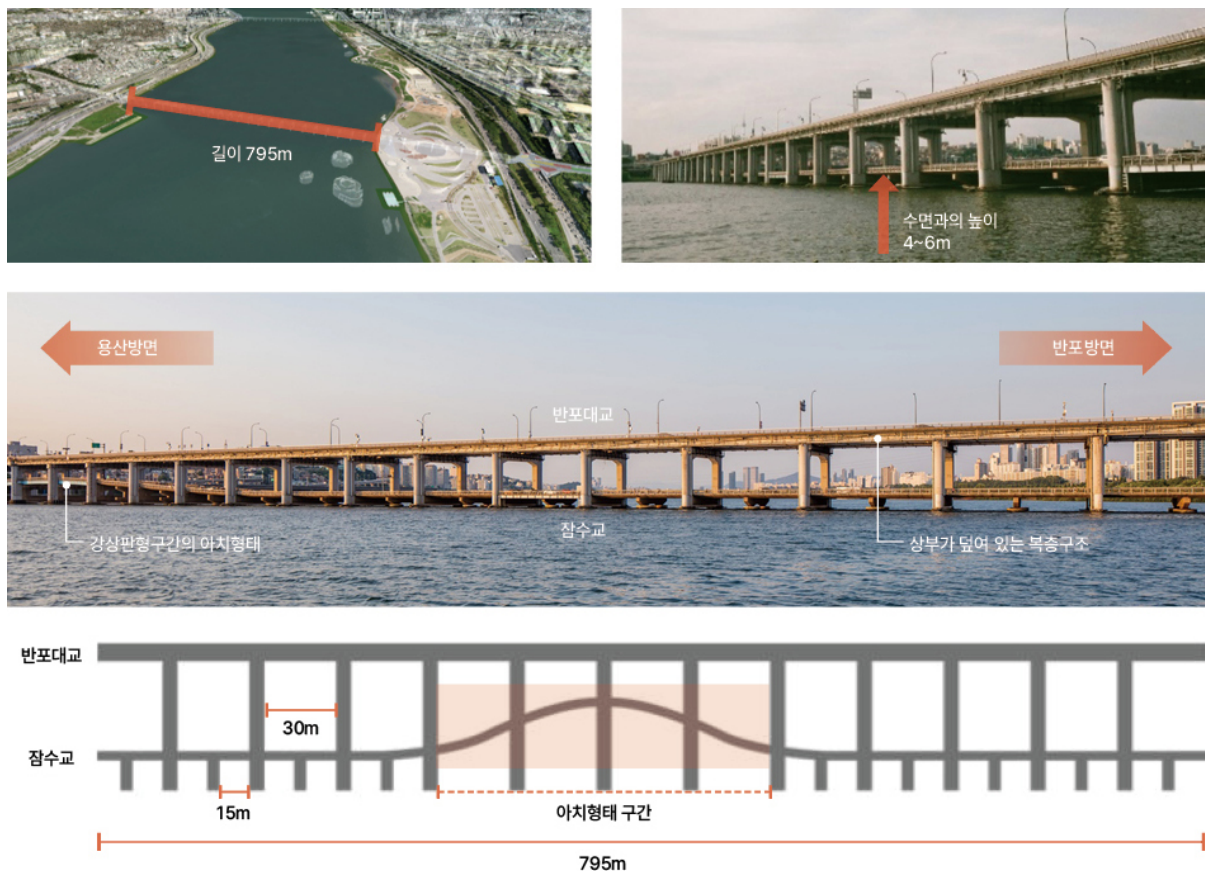 길이 795m
수면과의 높이
4~6m
용산방면
반포방면
반포대교
잠수교
강상판형구간의 아치형태
상부가 덮여 있는 복층구조
반포대교
30m
잠수교
15m
아치형태 구간
795m